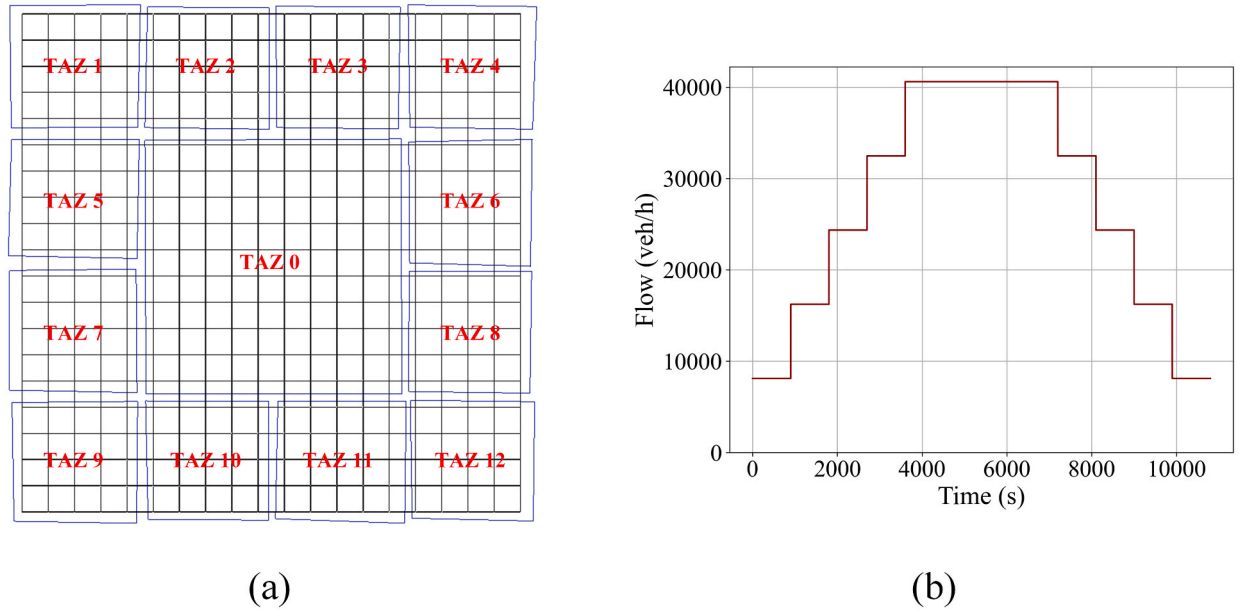 TAZ 1 TAZ 2 TAZ 3 TAZ 4
TAZ 5 TAZ 6
TAZ 0
TAZ 7 TAZ 8
TAZ 9 TAZ 10 TAZ 11 TAZ 12
(a)
Flow (veh/h)
40000
30000
20000
10000
0
0 2000 4000 6000 8000 10000
Time (s)
(b)